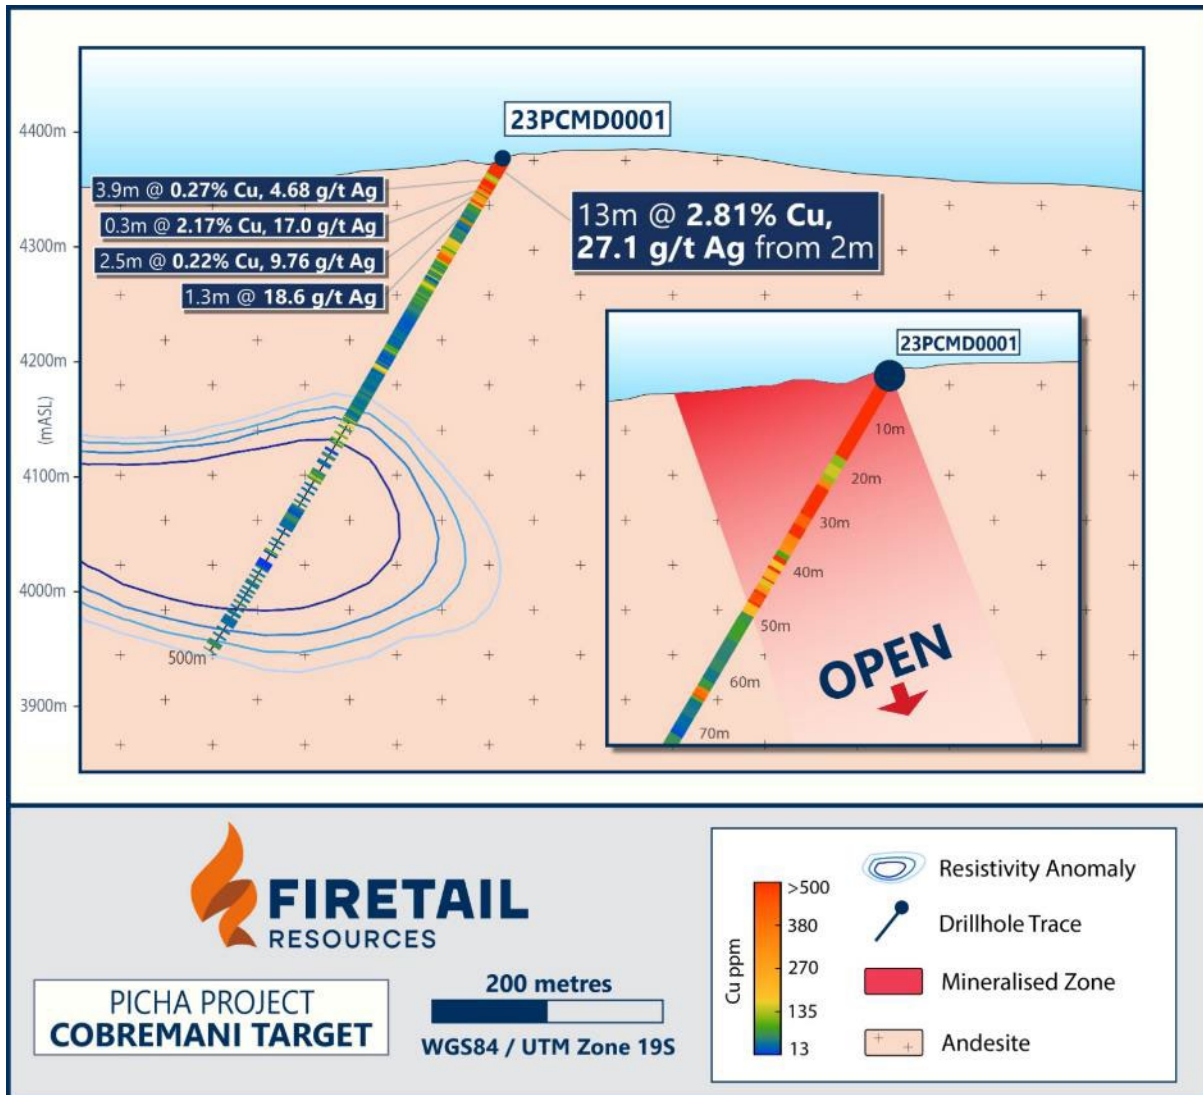 23PCMD0001
4400m
4300m
4200m
4100m
4000m
3900m
(mASL)
3.9m @ 0.27% Cu, 4.68 g/t Ag
0.3m @ 2.17% Cu, 17.0 g/t Ag
2.5m @ 0.22% Cu, 9.76 g/t Ag
1.3m @ 18.6 g/t Ag
13m @ 2.81% Cu,
27.1 g/t Ag from 2m
500m
23PCMD0001
10m
20m
30m
40m
50m
60m
70m
OPEN
FIRETAIL
RESOURCES
PICHA PROJECT
COBREMANI TARGET
200 metres
WGS84 / UTM Zone 19S
Cu ppm
>500
380
270
135
13
Resistivity Anomaly
Drillhole Trace
Mineralised Zone
Andesite